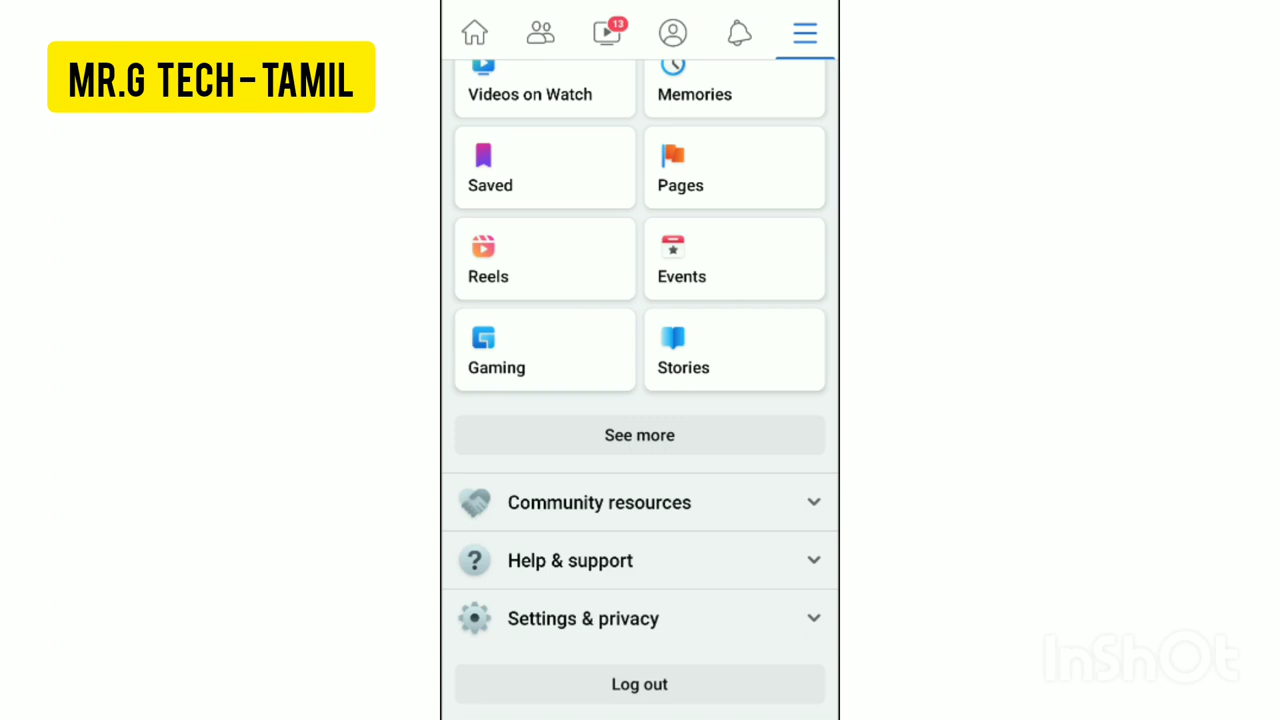 MR.G TECH-TAMIL
13
Videos on Watch
Memories
Saved
Pages
Reels
Events
Gaming
Stories
See more
Community resources
? Help & support
Settings & privacy
Log out
InShOt